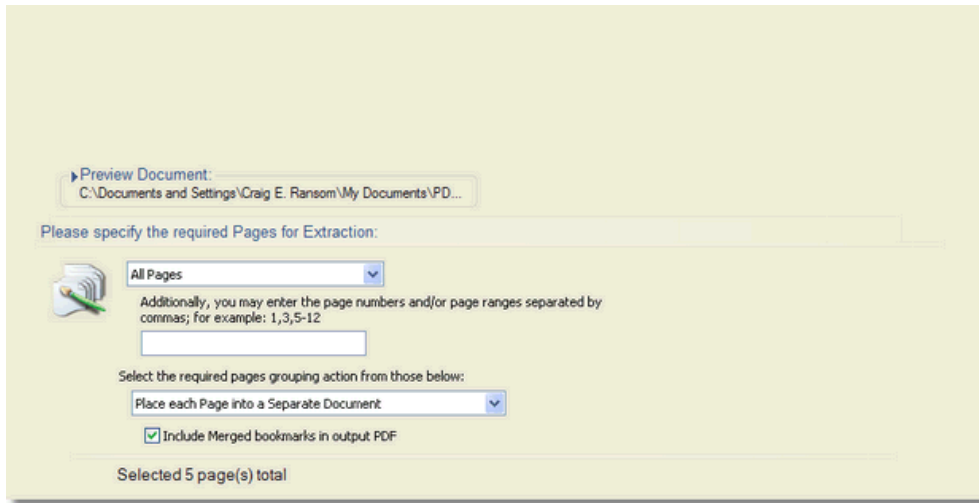 Preview Document:
C:\Documents and Settings\Craig E. Ransom\My Documents\PD...
Please specify the required Pages for Extraction:
All Pages
Additionally, you may enter the page numbers and/or page ranges separated by
commas; for example: 1,3,5-12
Select the required pages grouping action from those below:
Place each Page into a Separate Document
Include Merged bookmarks in output PDF
Selected 5 page(s) total